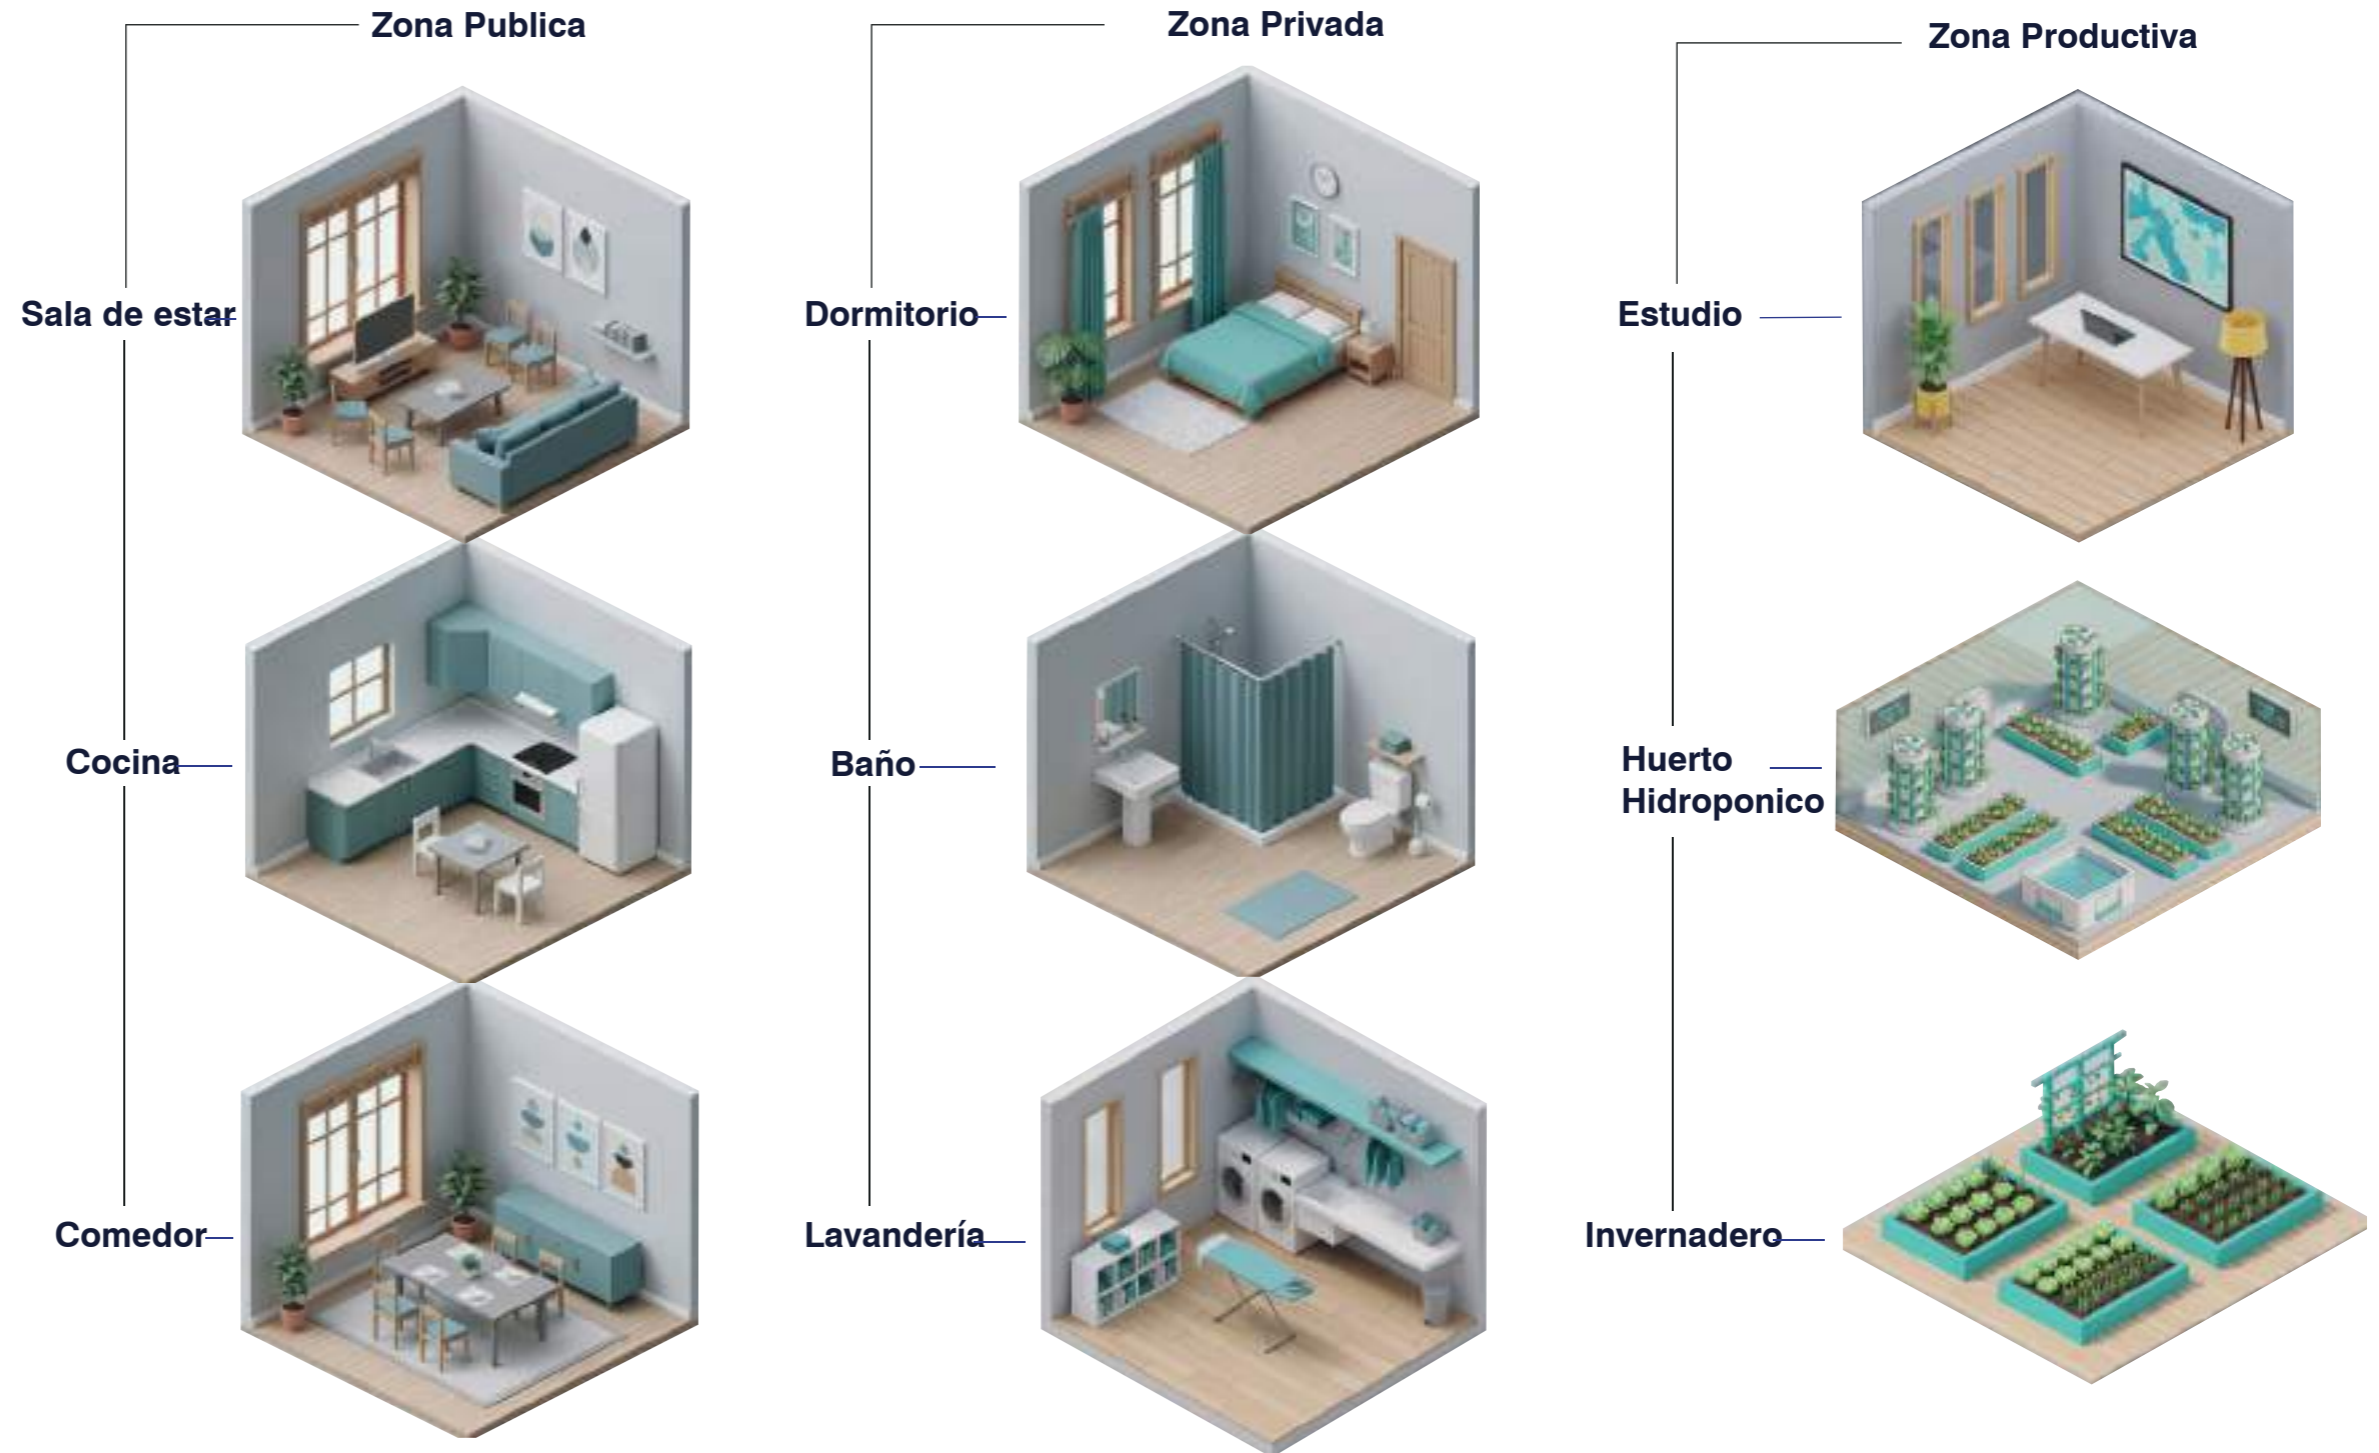 Zona Publica
Sala de estar
Cocina
Comedor
Zona Privada
Dormitorio
Baño
Lavandería
Zona Productiva
Estudio
Huerto
Hidroponico
Invernadero